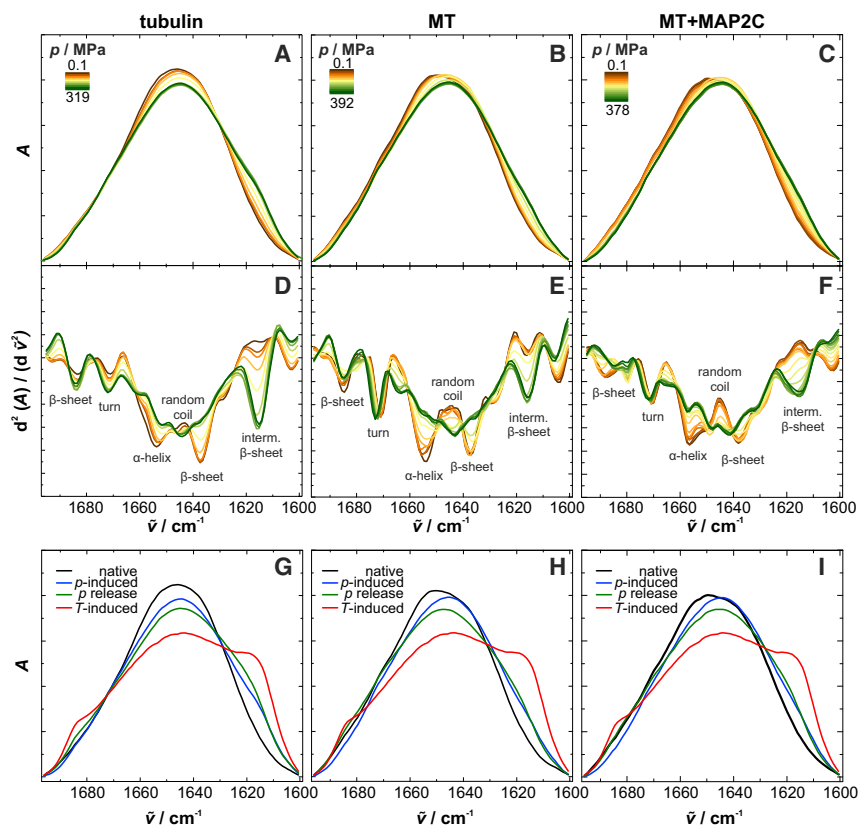 tubulin MT MT+MAP2C
p / MPa A
0.1
319
p / MPa B
0.1
392
p / MPa C
0.1
378
A
D E F
d² (A) / (d ṽ²)
β-sheet
turn
random
coil
α-helix
β-sheet
interm.
β-sheet
turn
random
coil
β-sheet
α-helix
β-sheet
interm.
β-sheet
β-sheet
turn
random
coil
α-helix
β-sheet
interm.
β-sheet
1680 1660 1640 1620 1600 1680 1660 1640 1620 1600 1680 1660 1640 1620 1600
ṽ / cm⁻¹ ṽ / cm⁻¹ ṽ / cm⁻¹
G
native
p-induced
p release
T-induced
H
native
p-induced
p release
T-induced
I
native
p-induced
p release
T-induced
A
1680 1660 1640 1620 1600 1680 1660 1640 1620 1600 1680 1660 1640 1620 1600
ṽ / cm⁻¹ ṽ / cm⁻¹ ṽ / cm⁻¹